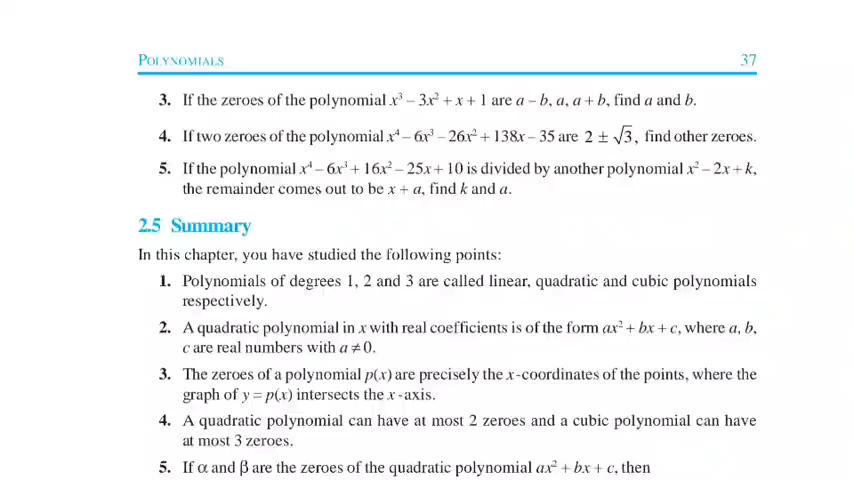 POLYNOMIALS 37
3. If the zeroes of the polynomial x³ – 3x² + x + 1 are a – b, a, a + b, find a and b.
4. If two zeroes of the polynomial x⁴ – 6x³ – 26x² + 138x – 35 are 2 ± √3, find other zeroes.
5. If the polynomial x⁴ – 6x³ + 16x² – 25x + 10 is divided by another polynomial x² – 2x + k,
the remainder comes out to be x + a, find k and a.
2.5 Summary
In this chapter, you have studied the following points:
1. Polynomials of degrees 1, 2 and 3 are called linear, quadratic and cubic polynomials
respectively.
2. A quadratic polynomial in x with real coefficients is of the form ax² + bx + c, where a, b,
c are real numbers with a ≠ 0.
3. The zeroes of a polynomial p(x) are precisely the x-coordinates of the points, where the
graph of y = p(x) intersects the x-axis.
4. A quadratic polynomial can have at most 2 zeroes and a cubic polynomial can have
at most 3 zeroes.
5. If α and β are the zeroes of the quadratic polynomial ax² + bx + c, then